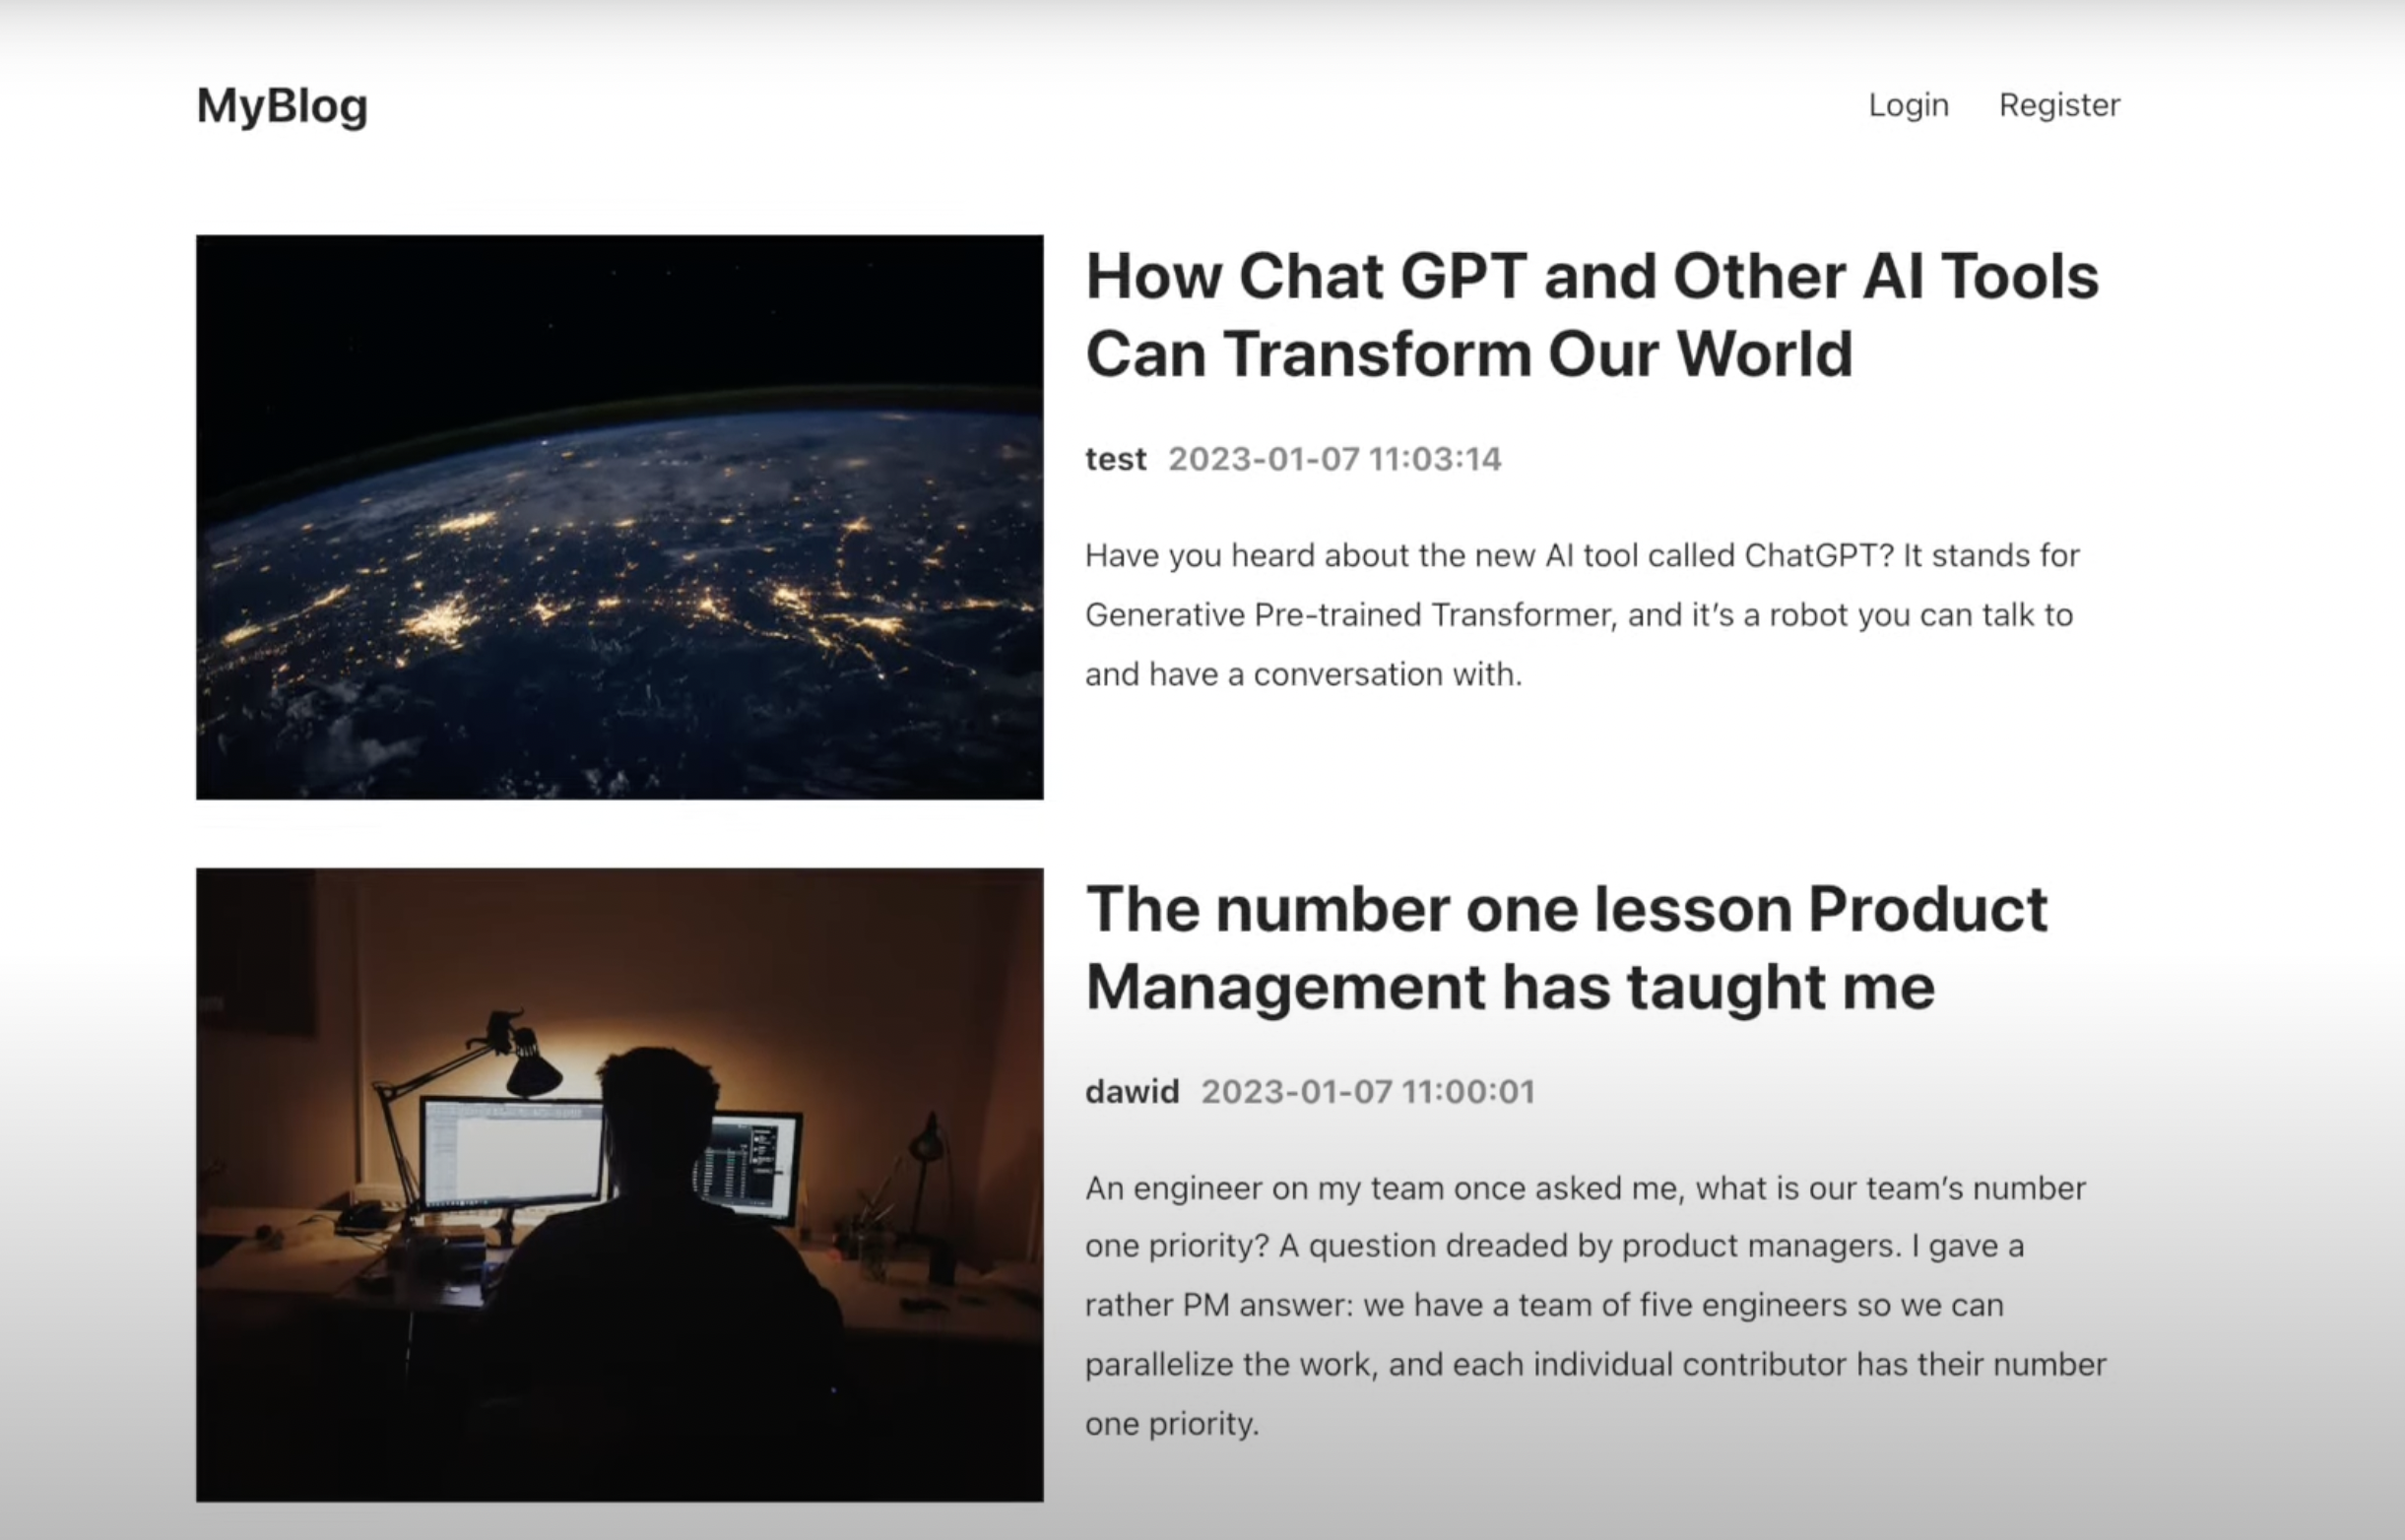 MyBlog
Login Register
How Chat GPT and Other AI Tools
Can Transform Our World
test 2023-01-07 11:03:14
Have you heard about the new AI tool called ChatGPT? It stands for
Generative Pre-trained Transformer, and it’s a robot you can talk to
and have a conversation with.
The number one lesson Product
Management has taught me
dawid 2023-01-07 11:00:01
An engineer on my team once asked me, what is our team’s number
one priority? A question dreaded by product managers. I gave a
rather PM answer: we have a team of five engineers so we can
parallelize the work, and each individual contributor has their number
one priority.